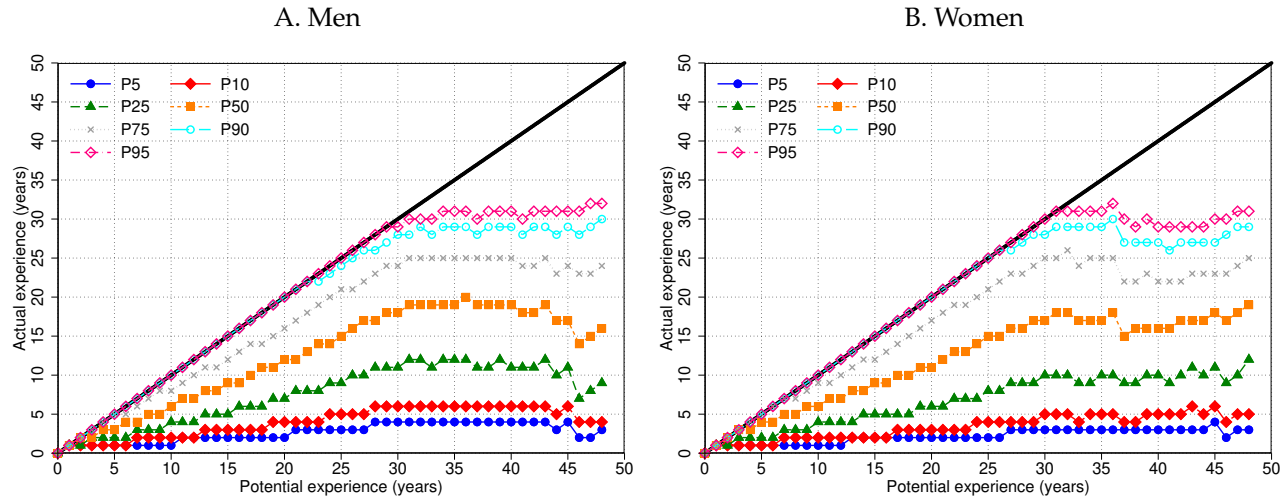 A. Men
B. Women
Actual experience (years)
50
45
40
35
30
25
20
15
10
5
0
P5
P10
P25
P50
P75
P90
P95
0 5 10 15 20 25 30 35 40 45 50
Potential experience (years)
Actual experience (years)
50
45
40
35
30
25
20
15
10
5
0
P5
P10
P25
P50
P75
P90
P95
0 5 10 15 20 25 30 35 40 45 50
Potential experience (years)